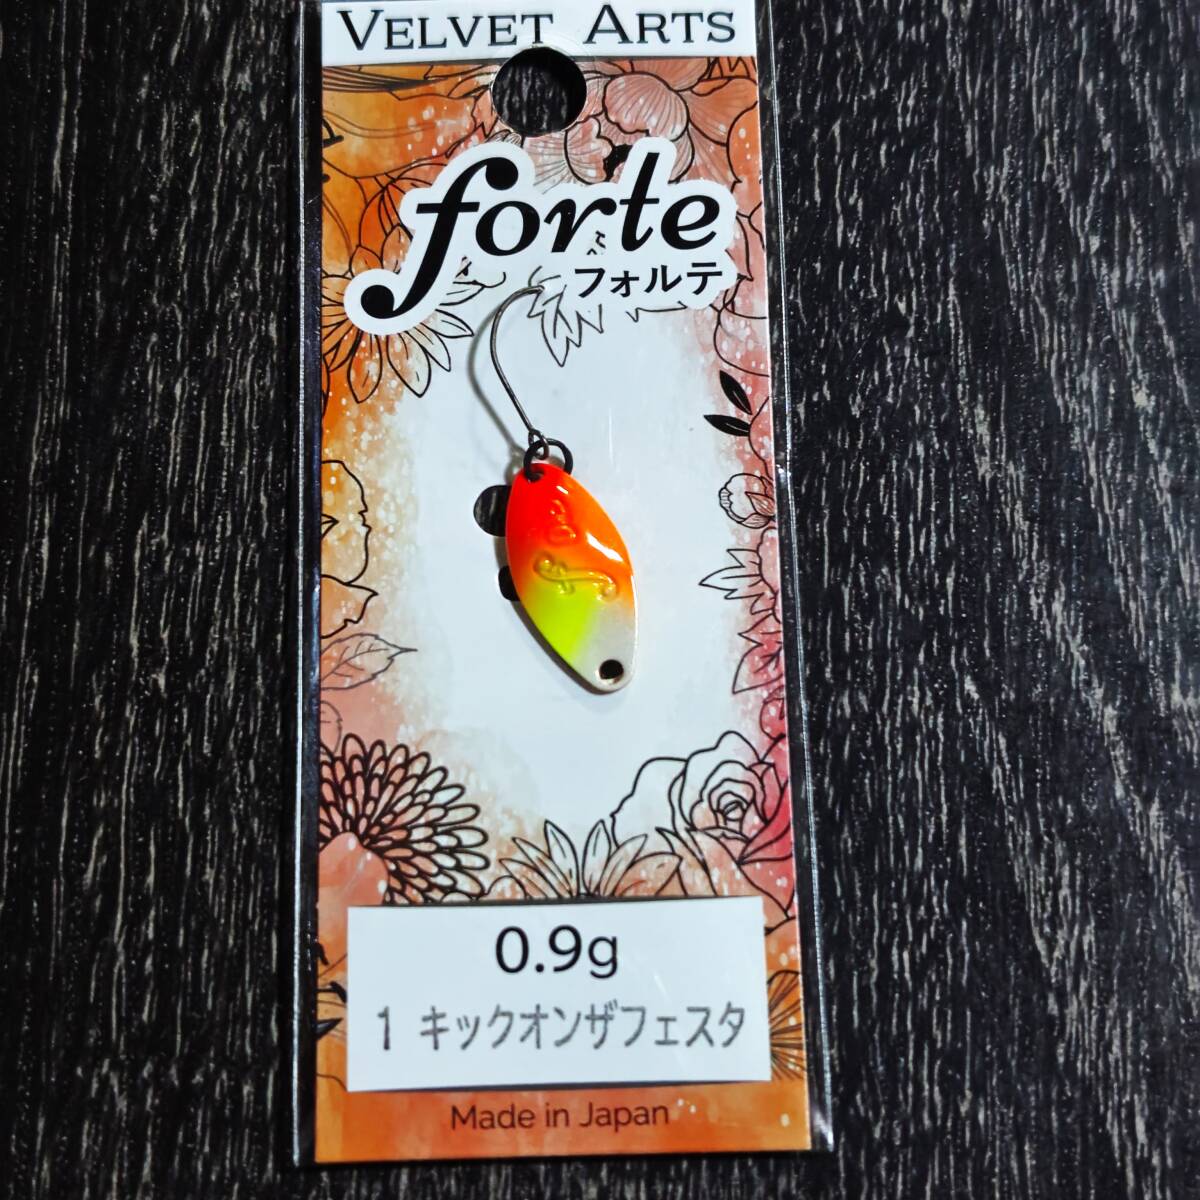 VELVET ARTS
forte
フォルテ
0.9g
1 キックオンザフェスタ
Made in Japan